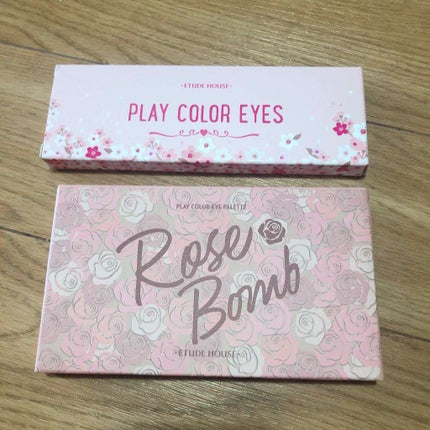 ·ETUDE HOUSE·
PLAY COLOR EYES
PLAY COLOR EYE PALETTE
Rose
Bomb
·ETUDE HOUSE·